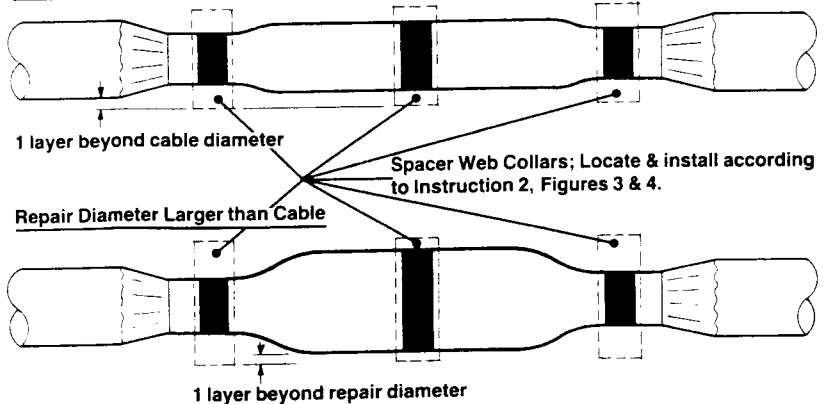 1 layer beyond cable diameter
Spacer Web Collars; Locate & install according
to Instruction 2, Figures 3 & 4.
Repair Diameter Larger than Cable
1 layer beyond repair diameter